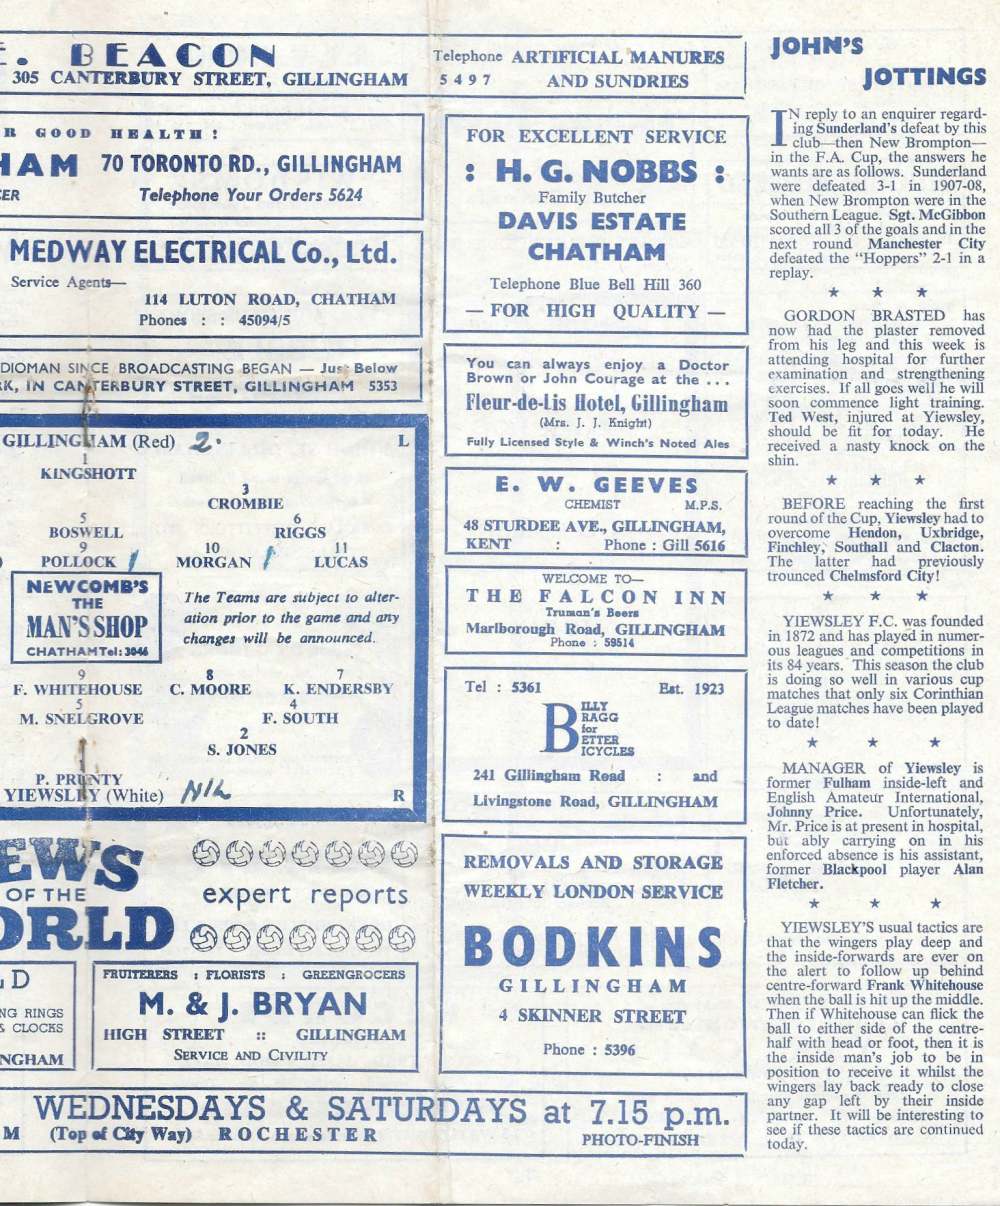 E. BEACON
305 CANTERBURY STREET, GILLINGHAM
Telephone ARTIFICIAL MANURES
5 4 9 7 AND SUNDRIES
R GOOD HEALTH !
HAM 70 TORONTO RD., GILLINGHAM
CER Telephone Your Orders 5624
MEDWAY ELECTRICAL Co., Ltd.
Service Agents—
114 LUTON ROAD, CHATHAM
Phones : : 45094/5
DIOMAN SINCE BROADCASTING BEGAN — Just Below
RK, IN CANTERBURY STREET, GILLINGHAM 5353
GILLINGHAM (Red) 2. L
1
KINGSHOTT
3
CROMBIE
5 6
BOSWELL RIGGS
9 10 11
POLLOCK 1 MORGAN 1 LUCAS
NEWCOMB'S
THE
MAN'S SHOP
CHATHAM Tel: 3046
The Teams are subject to alter-
ation prior to the game and any
changes will be announced.
9 8 7
F. WHITEHOUSE C. MOORE K. ENDERSBY
5 4
M. SNELGROVE F. SOUTH
2
S. JONES
1
P. PRUNTY
YIEWSLEY (White) NIL R
NEWS
OF THE
WORLD
expert reports
LD
NG RINGS
& CLOCKS
NGHAM
FRUITERERS : FLORISTS : GREENGROCERS
M. & J. BRYAN
HIGH STREET :: GILLINGHAM
SERVICE AND CIVILITY
WEDNESDAYS & SATURDAYS at 7.15 p.m.
M (Top of City Way) ROCHESTER PHOTO-FINISH
FOR EXCELLENT SERVICE
: H. G. NOBBS :
Family Butcher
DAVIS ESTATE
CHATHAM
Telephone Blue Bell Hill 360
— FOR HIGH QUALITY —
You can always enjoy a Doctor
Brown or John Courage at the ...
Fleur-de-Lis Hotel, Gillingham
(Mrs. J. J. Knight)
Fully Licensed Style & Winch's Noted Ales
E. W. GEEVES
CHEMIST M.P.S.
48 STURDEE AVE., GILLINGHAM,
KENT : Phone : Gill 5616
WELCOME TO—
THE FALCON INN
Truman's Beers
Marlborough Road, GILLINGHAM
Phone : 59514
Tel : 5361 Est. 1923
BILLY
BRAGG
for
BETTER
BICYCLES
241 Gillingham Road : and
Livingstone Road, GILLINGHAM
REMOVALS AND STORAGE
WEEKLY LONDON SERVICE
BODKINS
GILLINGHAM
4 SKINNER STREET
Phone : 5396
JOHN'S
JOTTINGS
IN reply to an enquirer regard-
ing Sunderland's defeat by this
club—then New Brompton—
in the F.A. Cup, the answers he
wants are as follows. Sunderland
were defeated 3-1 in 1907-08,
when New Brompton were in the
Southern League. Sgt. McGibbon
scored all 3 of the goals and in the
next round Manchester City
defeated the "Hoppers" 2-1 in a
replay.
★ ★ ★
GORDON BRASTED has
now had the plaster removed
from his leg and this week is
attending hospital for further
examination and strengthening
exercises. If all goes well he will
soon commence light training.
Ted West, injured at Yiewsley,
should be fit for today. He
received a nasty knock on the
shin.
★ ★ ★
BEFORE reaching the first
round of the Cup, Yiewsley had to
overcome Hendon, Uxbridge,
Finchley, Southall and Clacton.
The latter had previously
trounced Chelmsford City!
★ ★ ★
YIEWSLEY F.C. was founded
in 1872 and has played in numer-
ous leagues and competitions in
its 84 years. This season the club
is doing so well in various cup
matches that only six Corinthian
League matches have been played
to date!
★ ★ ★
MANAGER of Yiewsley is
former Fulham inside-left and
English Amateur International,
Johnny Price. Unfortunately,
Mr. Price is at present in hospital,
but ably carrying on in his
enforced absence is his assistant,
former Blackpool player Alan
Fletcher.
★ ★ ★
YIEWSLEY'S usual tactics are
that the wingers play deep and
the inside-forwards are ever on
the alert to follow up behind
centre-forward Frank Whitehouse
when the ball is hit up the middle.
Then if Whitehouse can flick the
ball to either side of the centre-
half with head or foot, then it is
the inside man's job to be in
position to receive it whilst the
wingers lay back ready to close
any gap left by their inside
partner. It will be interesting to
see if these tactics are continued
today.